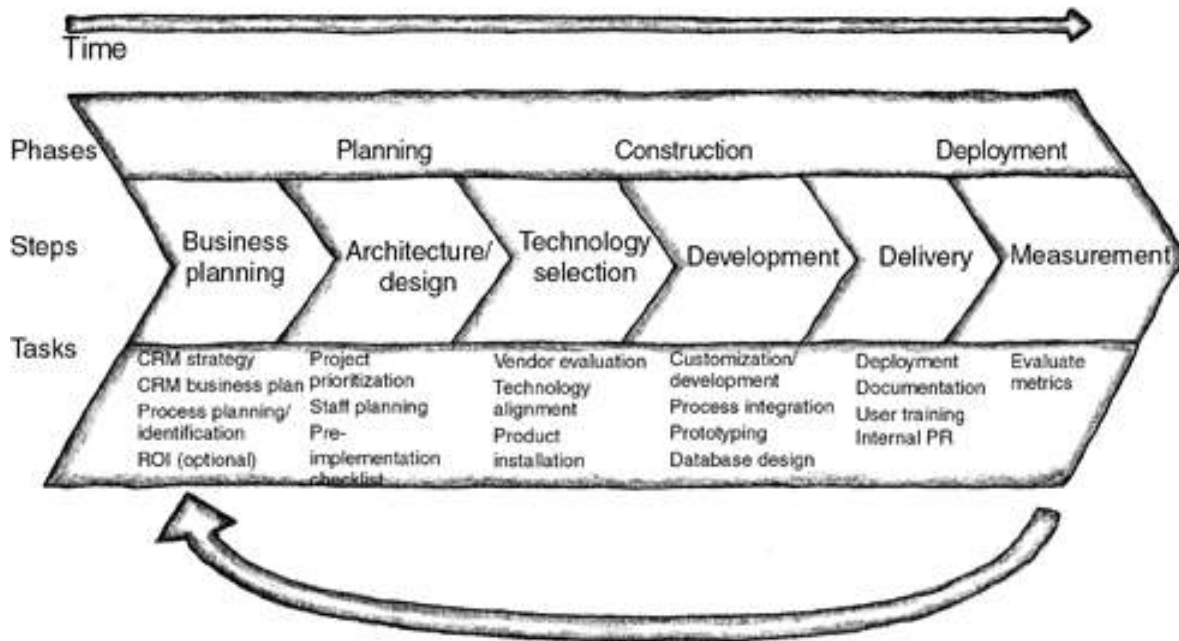 Time
Phases
Planning
Construction
Deployment
Steps
Business
planning
Architecture/
design
Technology
selection
Development
Delivery
Measurement
Tasks
CRM strategy
CRM business plan
Process planning/
identification
ROI (optional)
Project
prioritization
Staff planning
Pre-
implementation
checklist
Vendor evaluation
Technology
alignment
Product
installation
Customization/
development
Process integration
Prototyping
Database design
Deployment
Documentation
User training
Internal PR
Evaluate
metrics